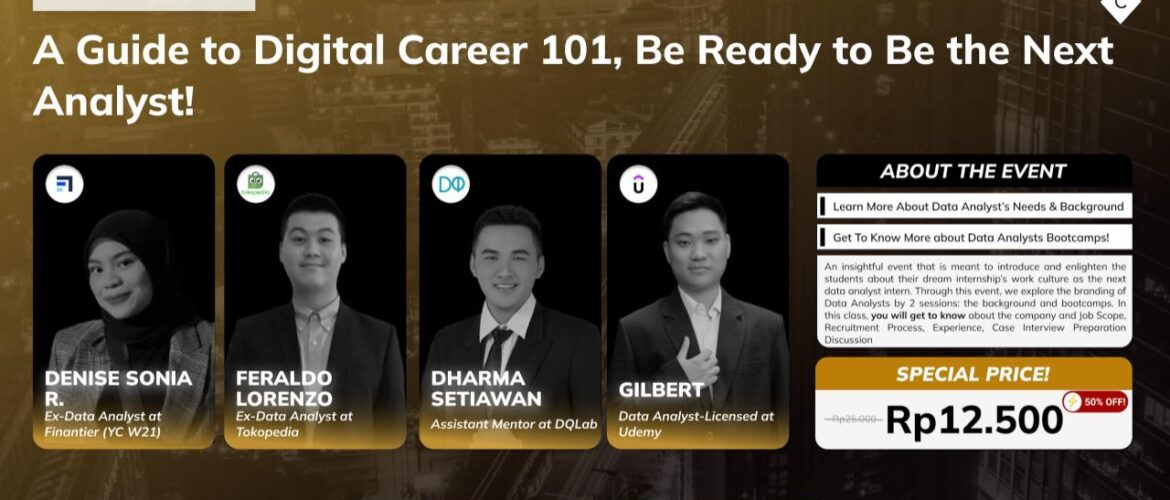 A Guide to Digital Career 101, Be Ready to Be the Next
Analyst!
DENISE SONIA
R.
Ex-Data Analyst at
Finantier (YC W21)
tokopedia
FERALDO
LORENZO
Ex-Data Analyst at
Tokopedia
DQ
DHARMA
SETIAWAN
Assistant Mentor at DQLab
GILBERT
Data Analyst-Licensed at
Udemy
ABOUT THE EVENT
Learn More About Data Analyst's Needs & Background
Get To Know More about Data Analysts Bootcamps!
An insightful event that is meant to introduce and enlighten the
students about their dream internship's work culture as the next
data analyst intern. Through this event, we explore the branding of
Data Analysts by 2 sessions: the background and bootcamps. In
this class, you will get to know about the company and Job Scope,
Recruitment Process, Experience, Case Interview Preparation
Discussion
SPECIAL PRICE!
Rp25.000
Rp12.500
50% OFF!